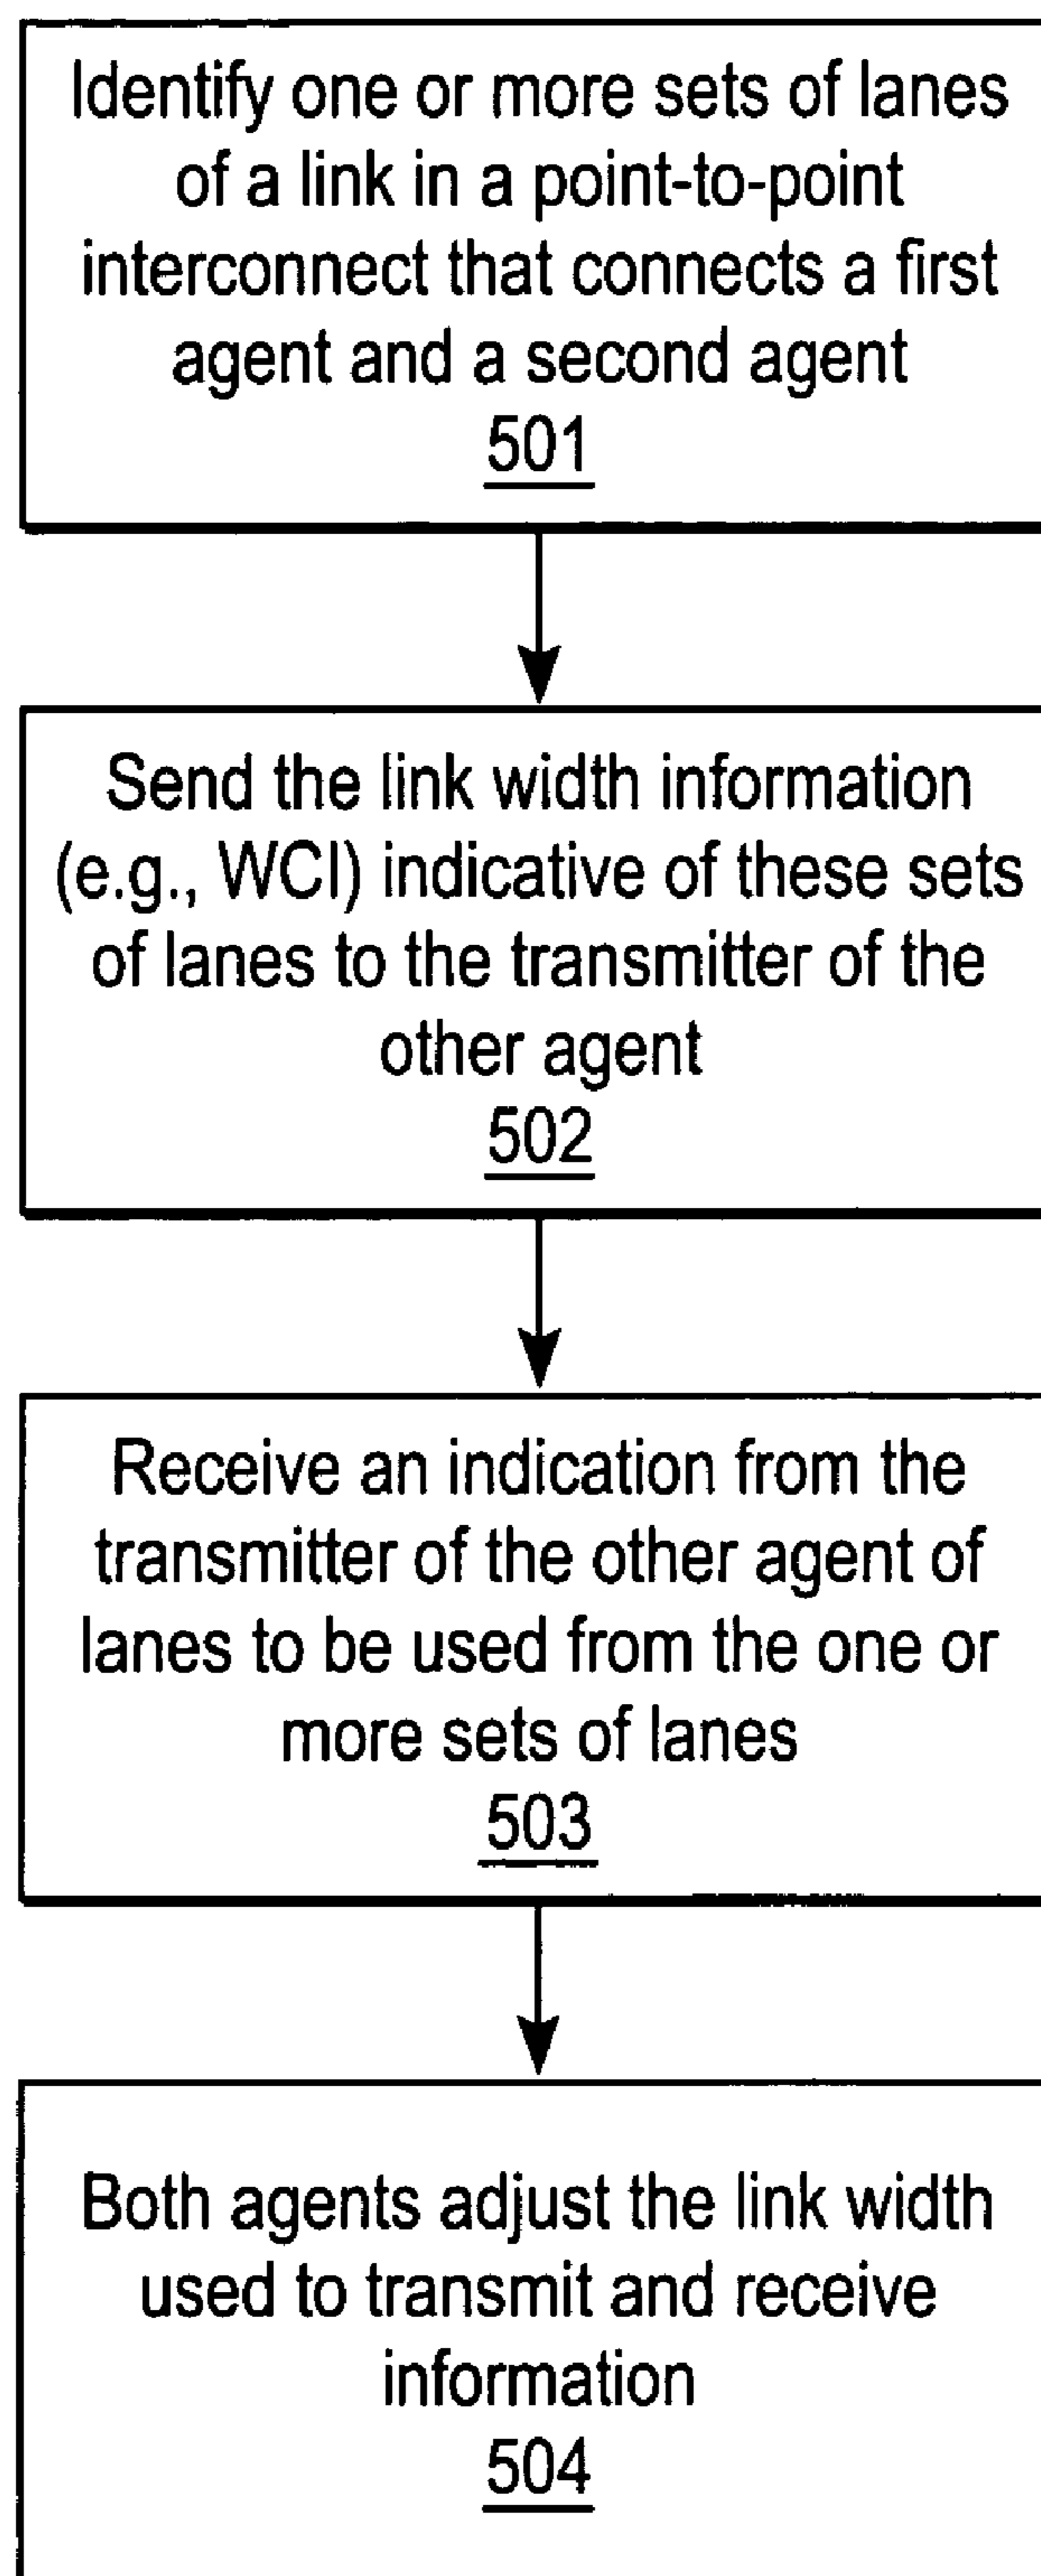 Identify one or more sets of lanes
of a link in a point-to-point
interconnect that connects a first
agent and a second agent
501
Send the link width information
(e.g., WCI) indicative of these sets
of lanes to the transmitter of the
other agent
502
Receive an indication from the
transmitter of the other agent of
lanes to be used from the one or
more sets of lanes
503
Both agents adjust the link width
used to transmit and receive
information
504